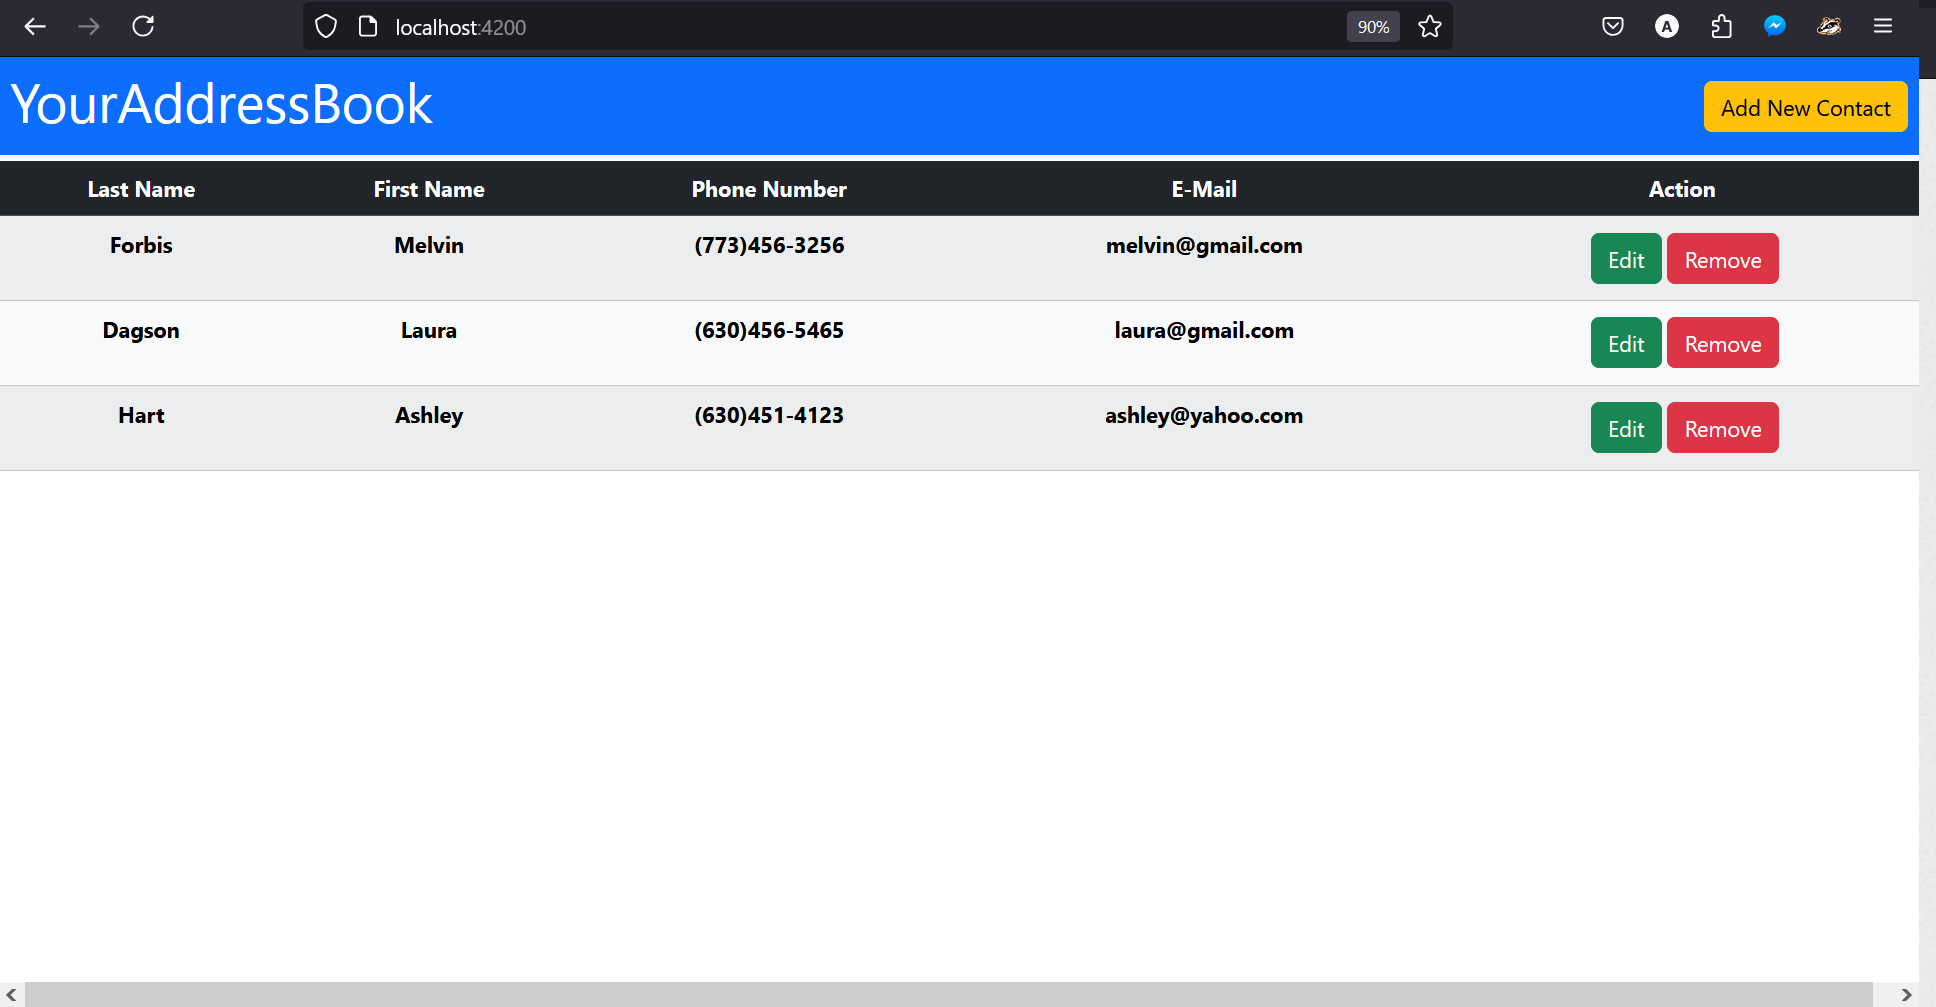 localhost:4200 90% A
YourAddressBook Add New Contact
Last Name First Name Phone Number E-Mail Action
Forbis Melvin (773)456-3256 melvin@gmail.com Edit Remove
Dagson Laura (630)456-5465 laura@gmail.com Edit Remove
Hart Ashley (630)451-4123 ashley@yahoo.com Edit Remove